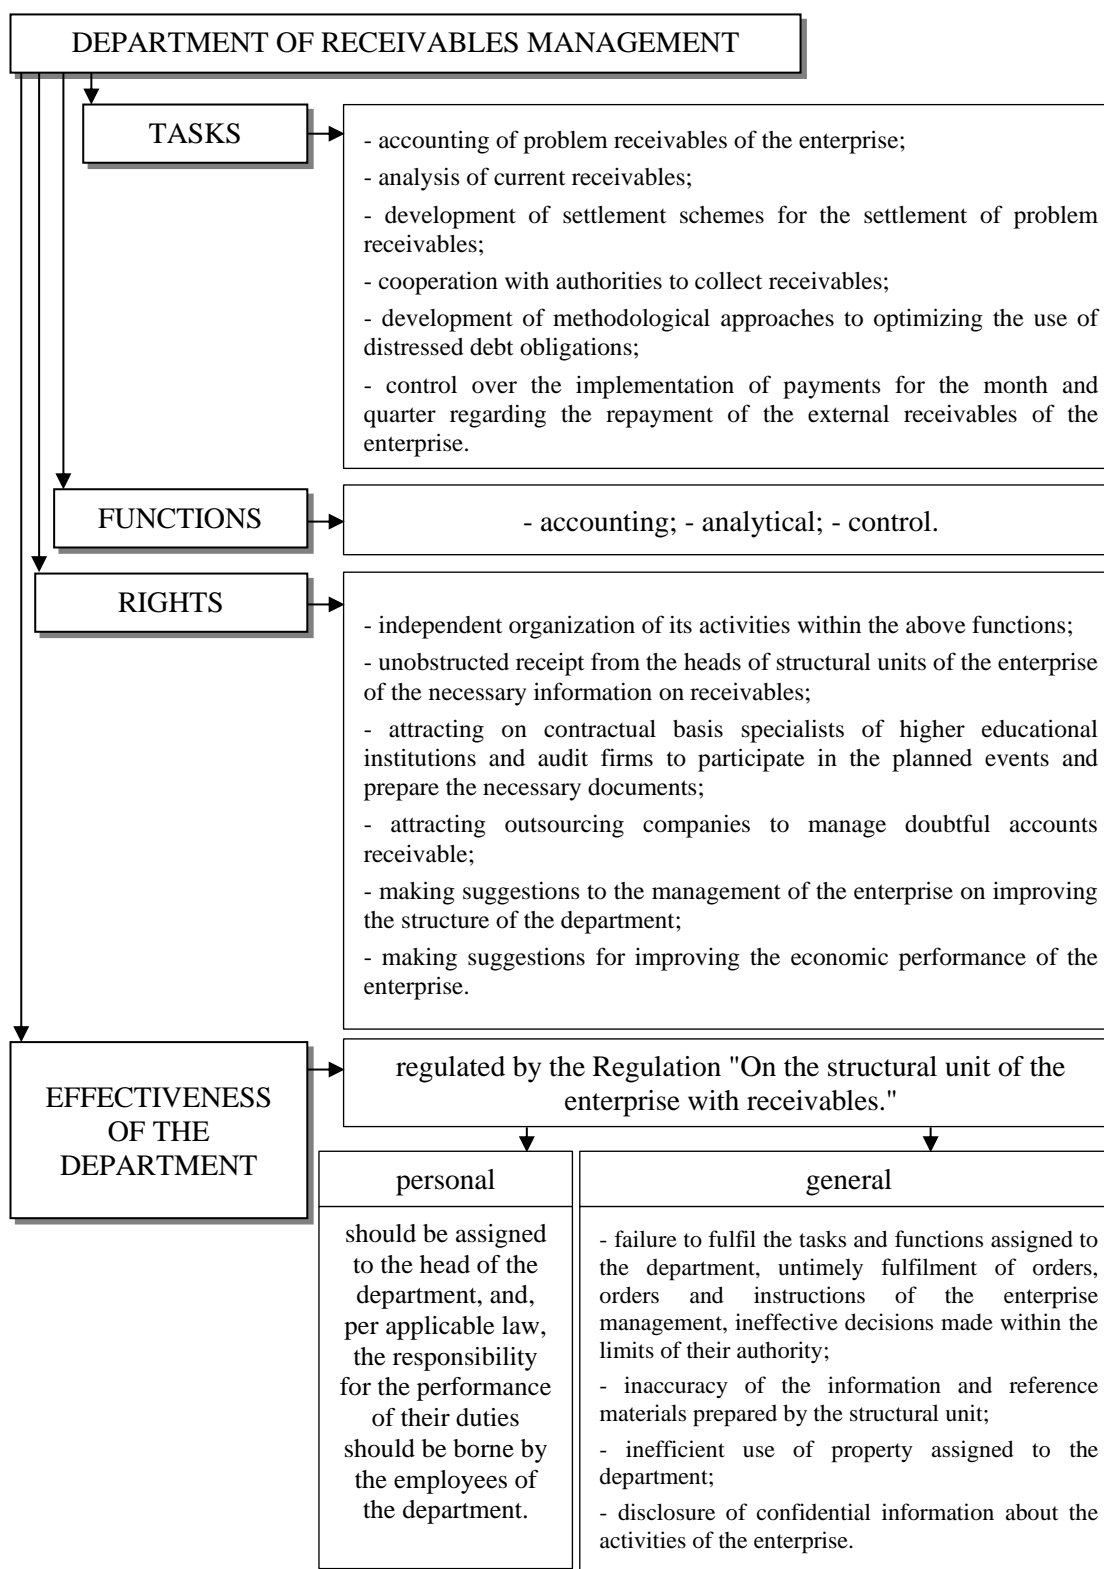 DEPARTMENT OF RECEIVABLES MANAGEMENT
TASKS
- accounting of problem receivables of the enterprise;
- analysis of current receivables;
- development of settlement schemes for the settlement of problem
receivables;
- cooperation with authorities to collect receivables;
- development of methodological approaches to optimizing the use of
distressed debt obligations;
- control over the implementation of payments for the month and
quarter regarding the repayment of the external receivables of the
enterprise.
FUNCTIONS
- accounting; - analytical; - control.
RIGHTS
- independent organization of its activities within the above functions;
- unobstructed receipt from the heads of structural units of the enterprise
of the necessary information on receivables;
- attracting on contractual basis specialists of higher educational
institutions and audit firms to participate in the planned events and
prepare the necessary documents;
- attracting outsourcing companies to manage doubtful accounts
receivable;
- making suggestions to the management of the enterprise on improving
the structure of the department;
- making suggestions for improving the economic performance of the
enterprise.
EFFECTIVENESS
OF THE
DEPARTMENT
regulated by the Regulation "On the structural unit of the
enterprise with receivables."
personal
should be assigned
to the head of the
department, and,
per applicable law,
the responsibility
for the performance
of their duties
should be borne by
the employees of
the department.
general
- failure to fulfil the tasks and functions assigned to
the department, untimely fulfilment of orders,
orders and instructions of the enterprise
management, ineffective decisions made within the
limits of their authority;
- inaccuracy of the information and reference
materials prepared by the structural unit;
- inefficient use of property assigned to the
department;
- disclosure of confidential information about the
activities of the enterprise.